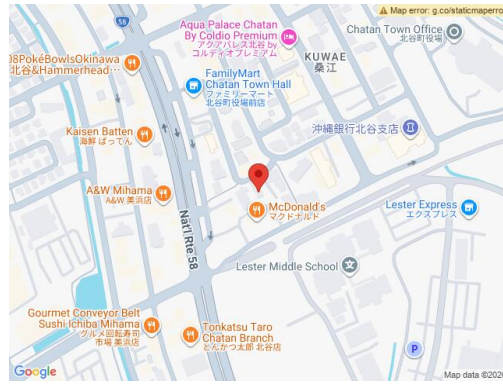 Map error: g.co/staticmaperro
Aqua Palace Chatan
By Coldio Premium
アクアパレス北谷 by
コルディオプレミアム
Chatan Town Office
北谷町役場
58
08PokéBowlsOkinawa
北谷&Hammerhead…
KUWAE
桑江
FamilyMart
Chatan Town Hall
ファミリーマート
北谷町役場前店
Kaisen Batten
海鮮 ばってん
沖縄銀行北谷支店
A&W Mihama
A&W 美浜店
McDonald's
マクドナルド
Lester Express
エクスプレス
Nat'l Rte 58
Lester Middle School
Gourmet Conveyor Belt
Sushi Ichiba Mihama
グルメ回転寿司
市場 美浜店
Tonkatsu Taro
Chatan Branch
とんかつ太郎 北谷店
P
Google
Map data ©202